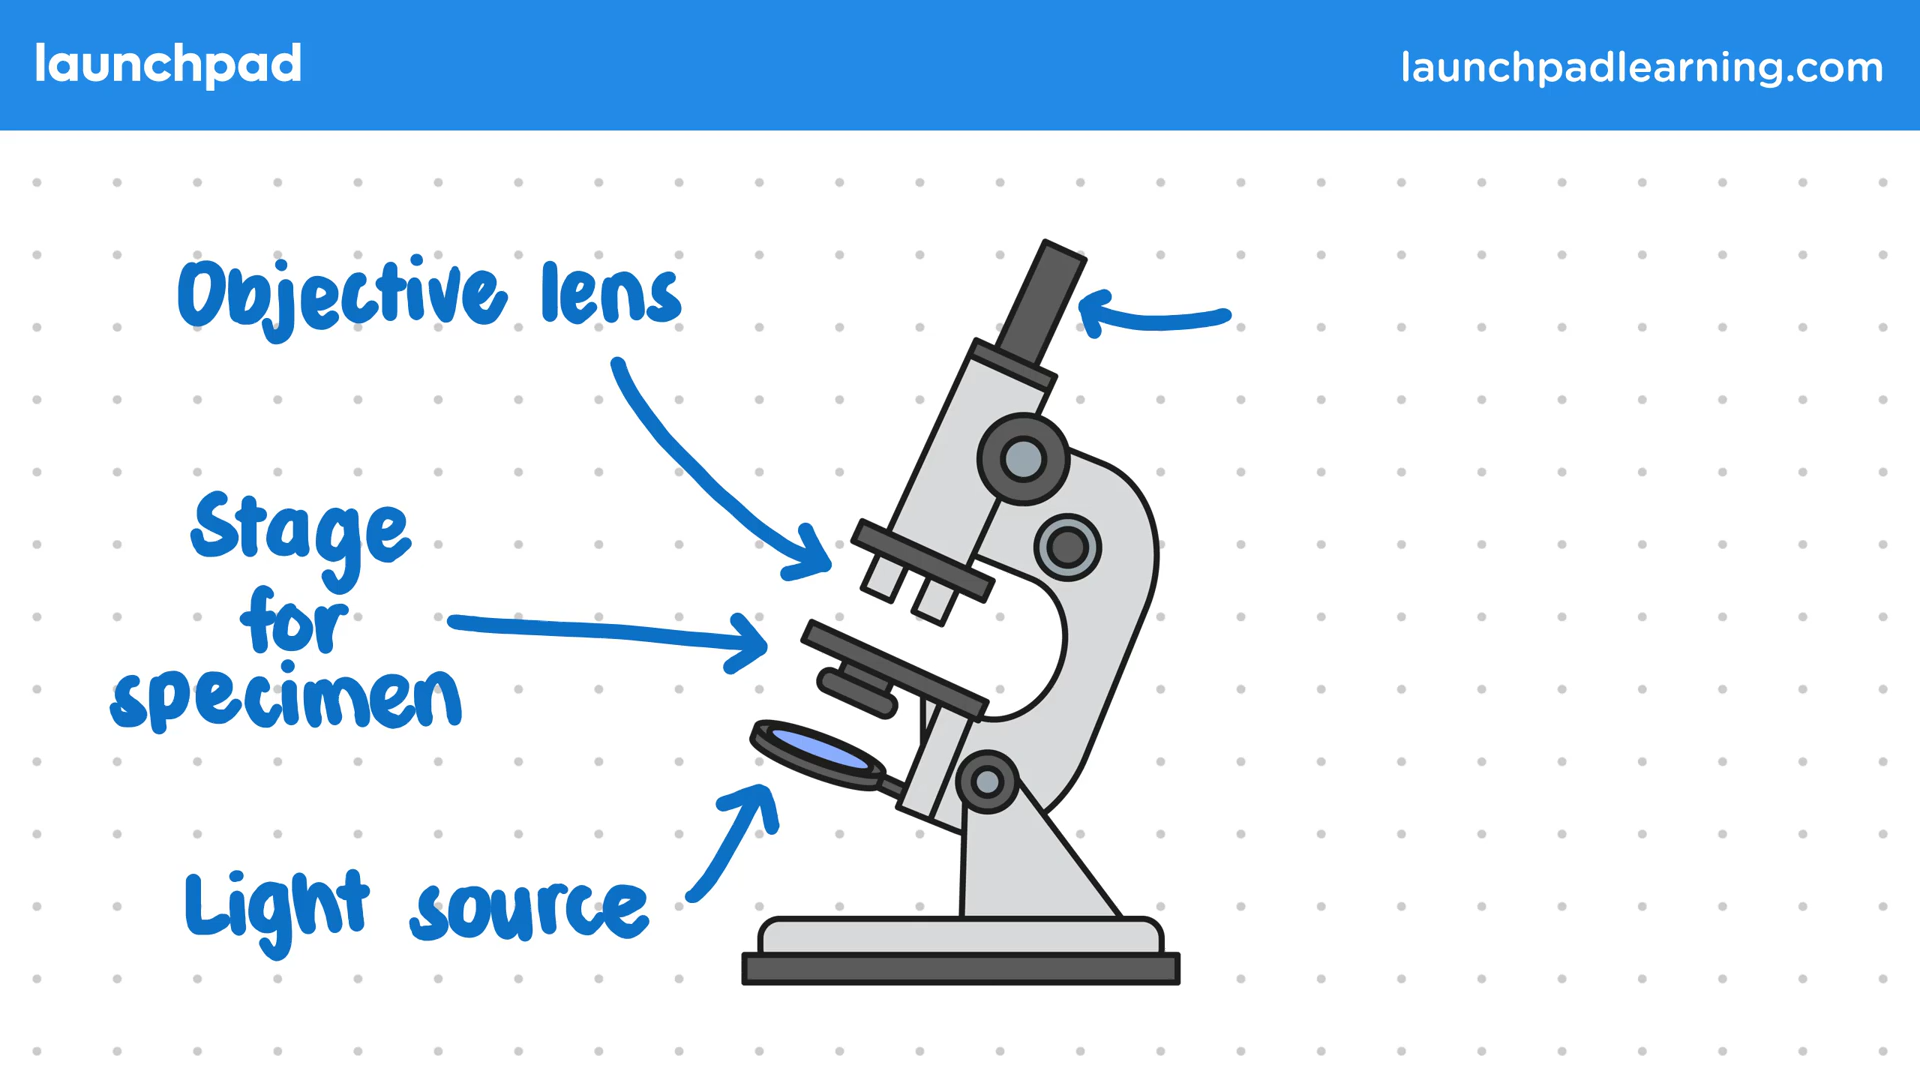 launchpad
launchpadlearning.com
Objective lens
Stage
for
specimen
Light source